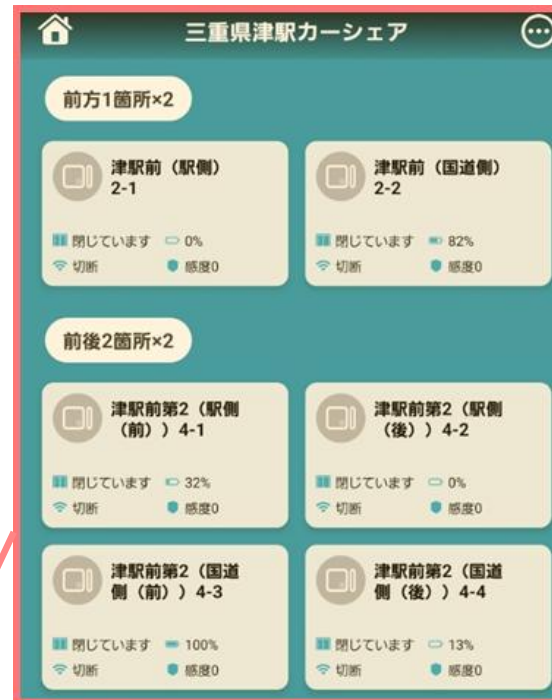 三重県津駅カーシェア
前方1箇所×2
津駅前（駅側）
2-1
閉じています 0%
切断 感度0
津駅前（国道側）
2-2
閉じています 82%
切断 感度0
前後2箇所×2
津駅前第2（駅側
（前））4-1
閉じています 32%
切断 感度0
津駅前第2（駅側
（後））4-2
閉じています 0%
切断 感度0
津駅前第2（国道
側（前））4-3
閉じています 100%
切断 感度0
津駅前第2（国道
側（後））4-4
閉じています 13%
切断 感度0